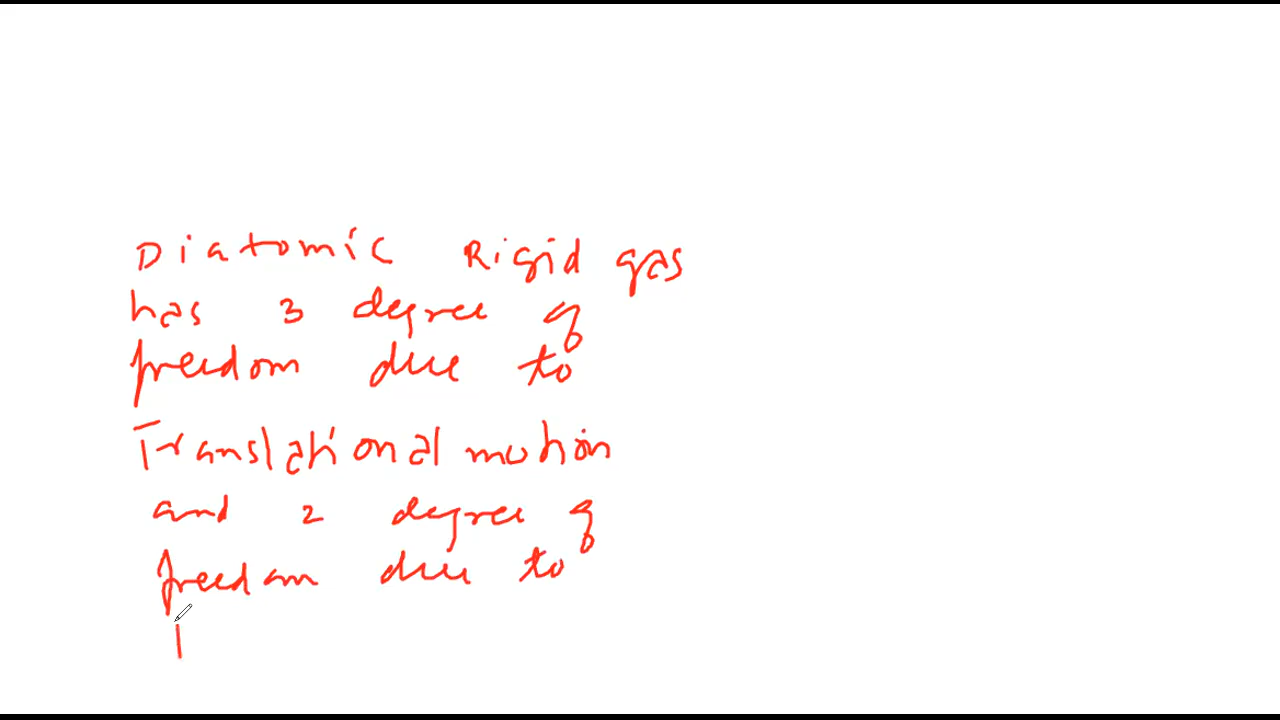 Diatomic Rigid gas
has 3 degree of
freedom due to
Translational motion
and 2 degree of
freedom due to